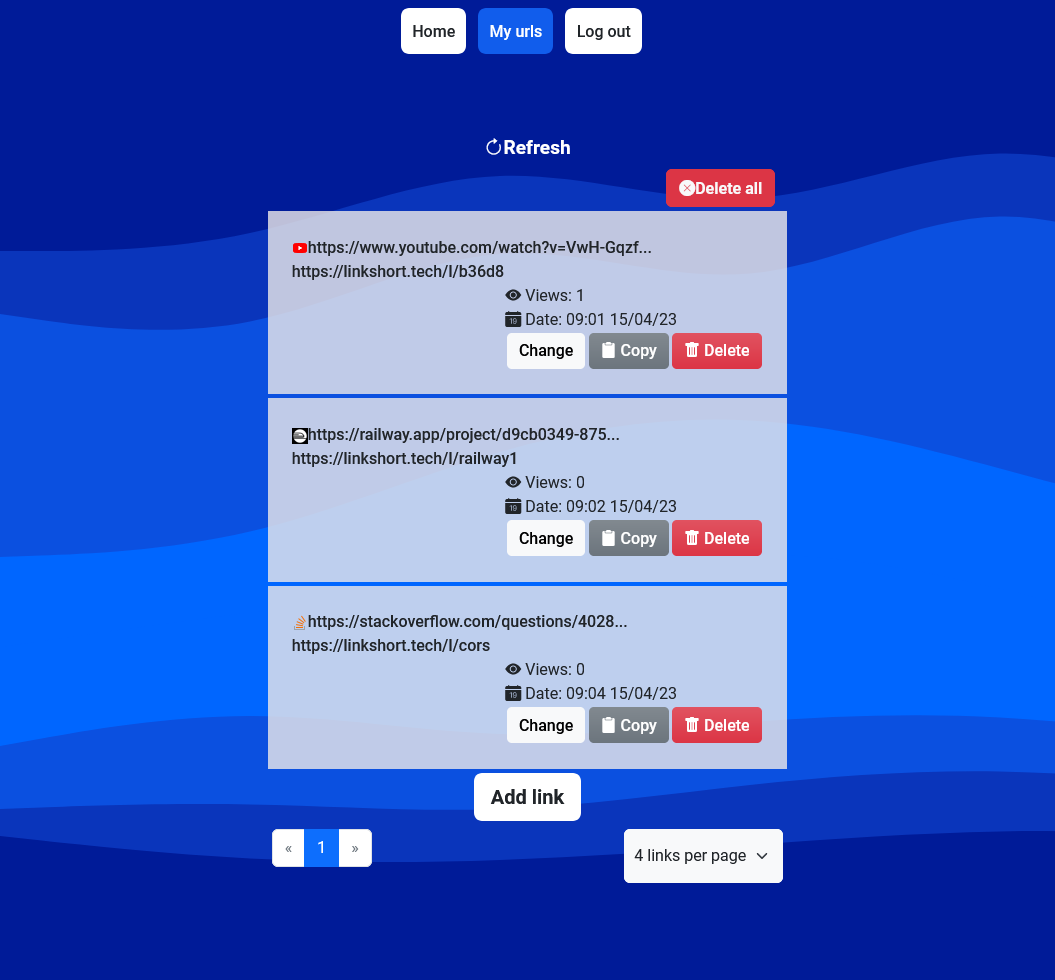 Home My urls Log out
Refresh
Delete all
https://www.youtube.com/watch?v=VwH-Gqzf...
https://linkshort.tech/l/b36d8
Views: 1
Date: 09:01 15/04/23
Change Copy Delete
https://railway.app/project/d9cb0349-875...
https://linkshort.tech/l/railway1
Views: 0
Date: 09:02 15/04/23
Change Copy Delete
https://stackoverflow.com/questions/4028...
https://linkshort.tech/l/cors
Views: 0
Date: 09:04 15/04/23
Change Copy Delete
Add link
« 1 » 4 links per page